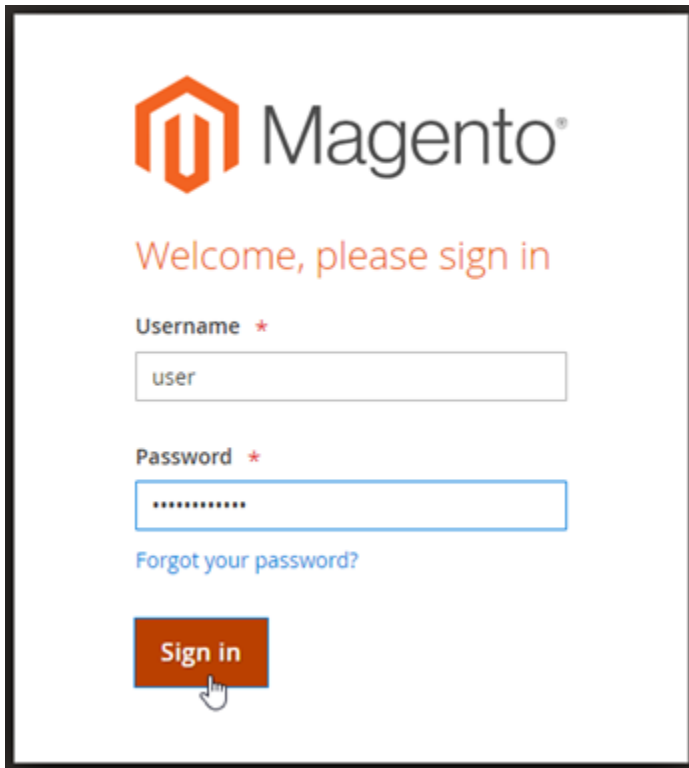 Magento®
Welcome, please sign in
Username *
user
Password *
••••••••••••
Forgot your password?
Sign in